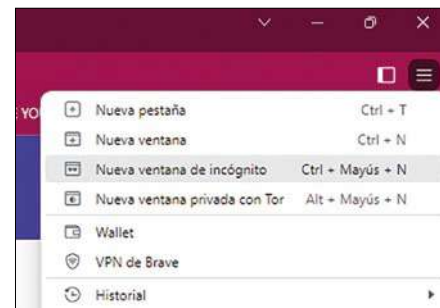 YO
Nueva pestaña Ctrl + T
Nueva ventana Ctrl + N
Nueva ventana de incógnito Ctrl + Mayús + N
Nueva ventana privada con Tor Alt + Mayús + N
Wallet
VPN de Brave
Historial